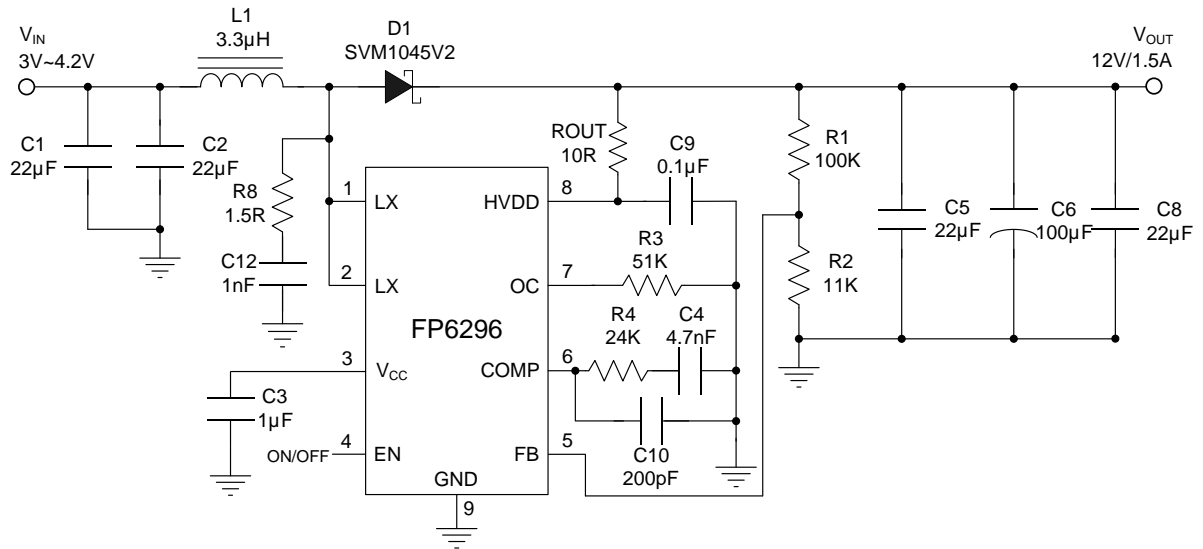 L1
3.3µH
D1
SVM1045V2
VIN
3V~4.2V
VOUT
12V/1.5A
C1
22µF
C2
22µF
R8
1.5R
C12
1nF
ROUT
10R
C9
0.1µF
R1
100K
R2
11K
C5
22µF
C6
100µF
C8
22µF
1
LX
HVDD
8
2
LX
OC
7
R3
51K
FP6296
R4
24K
C4
4.7nF
3
VCC
COMP
6
C3
1µF
C10
200pF
ON/OFF
4
EN
FB
5
GND
9